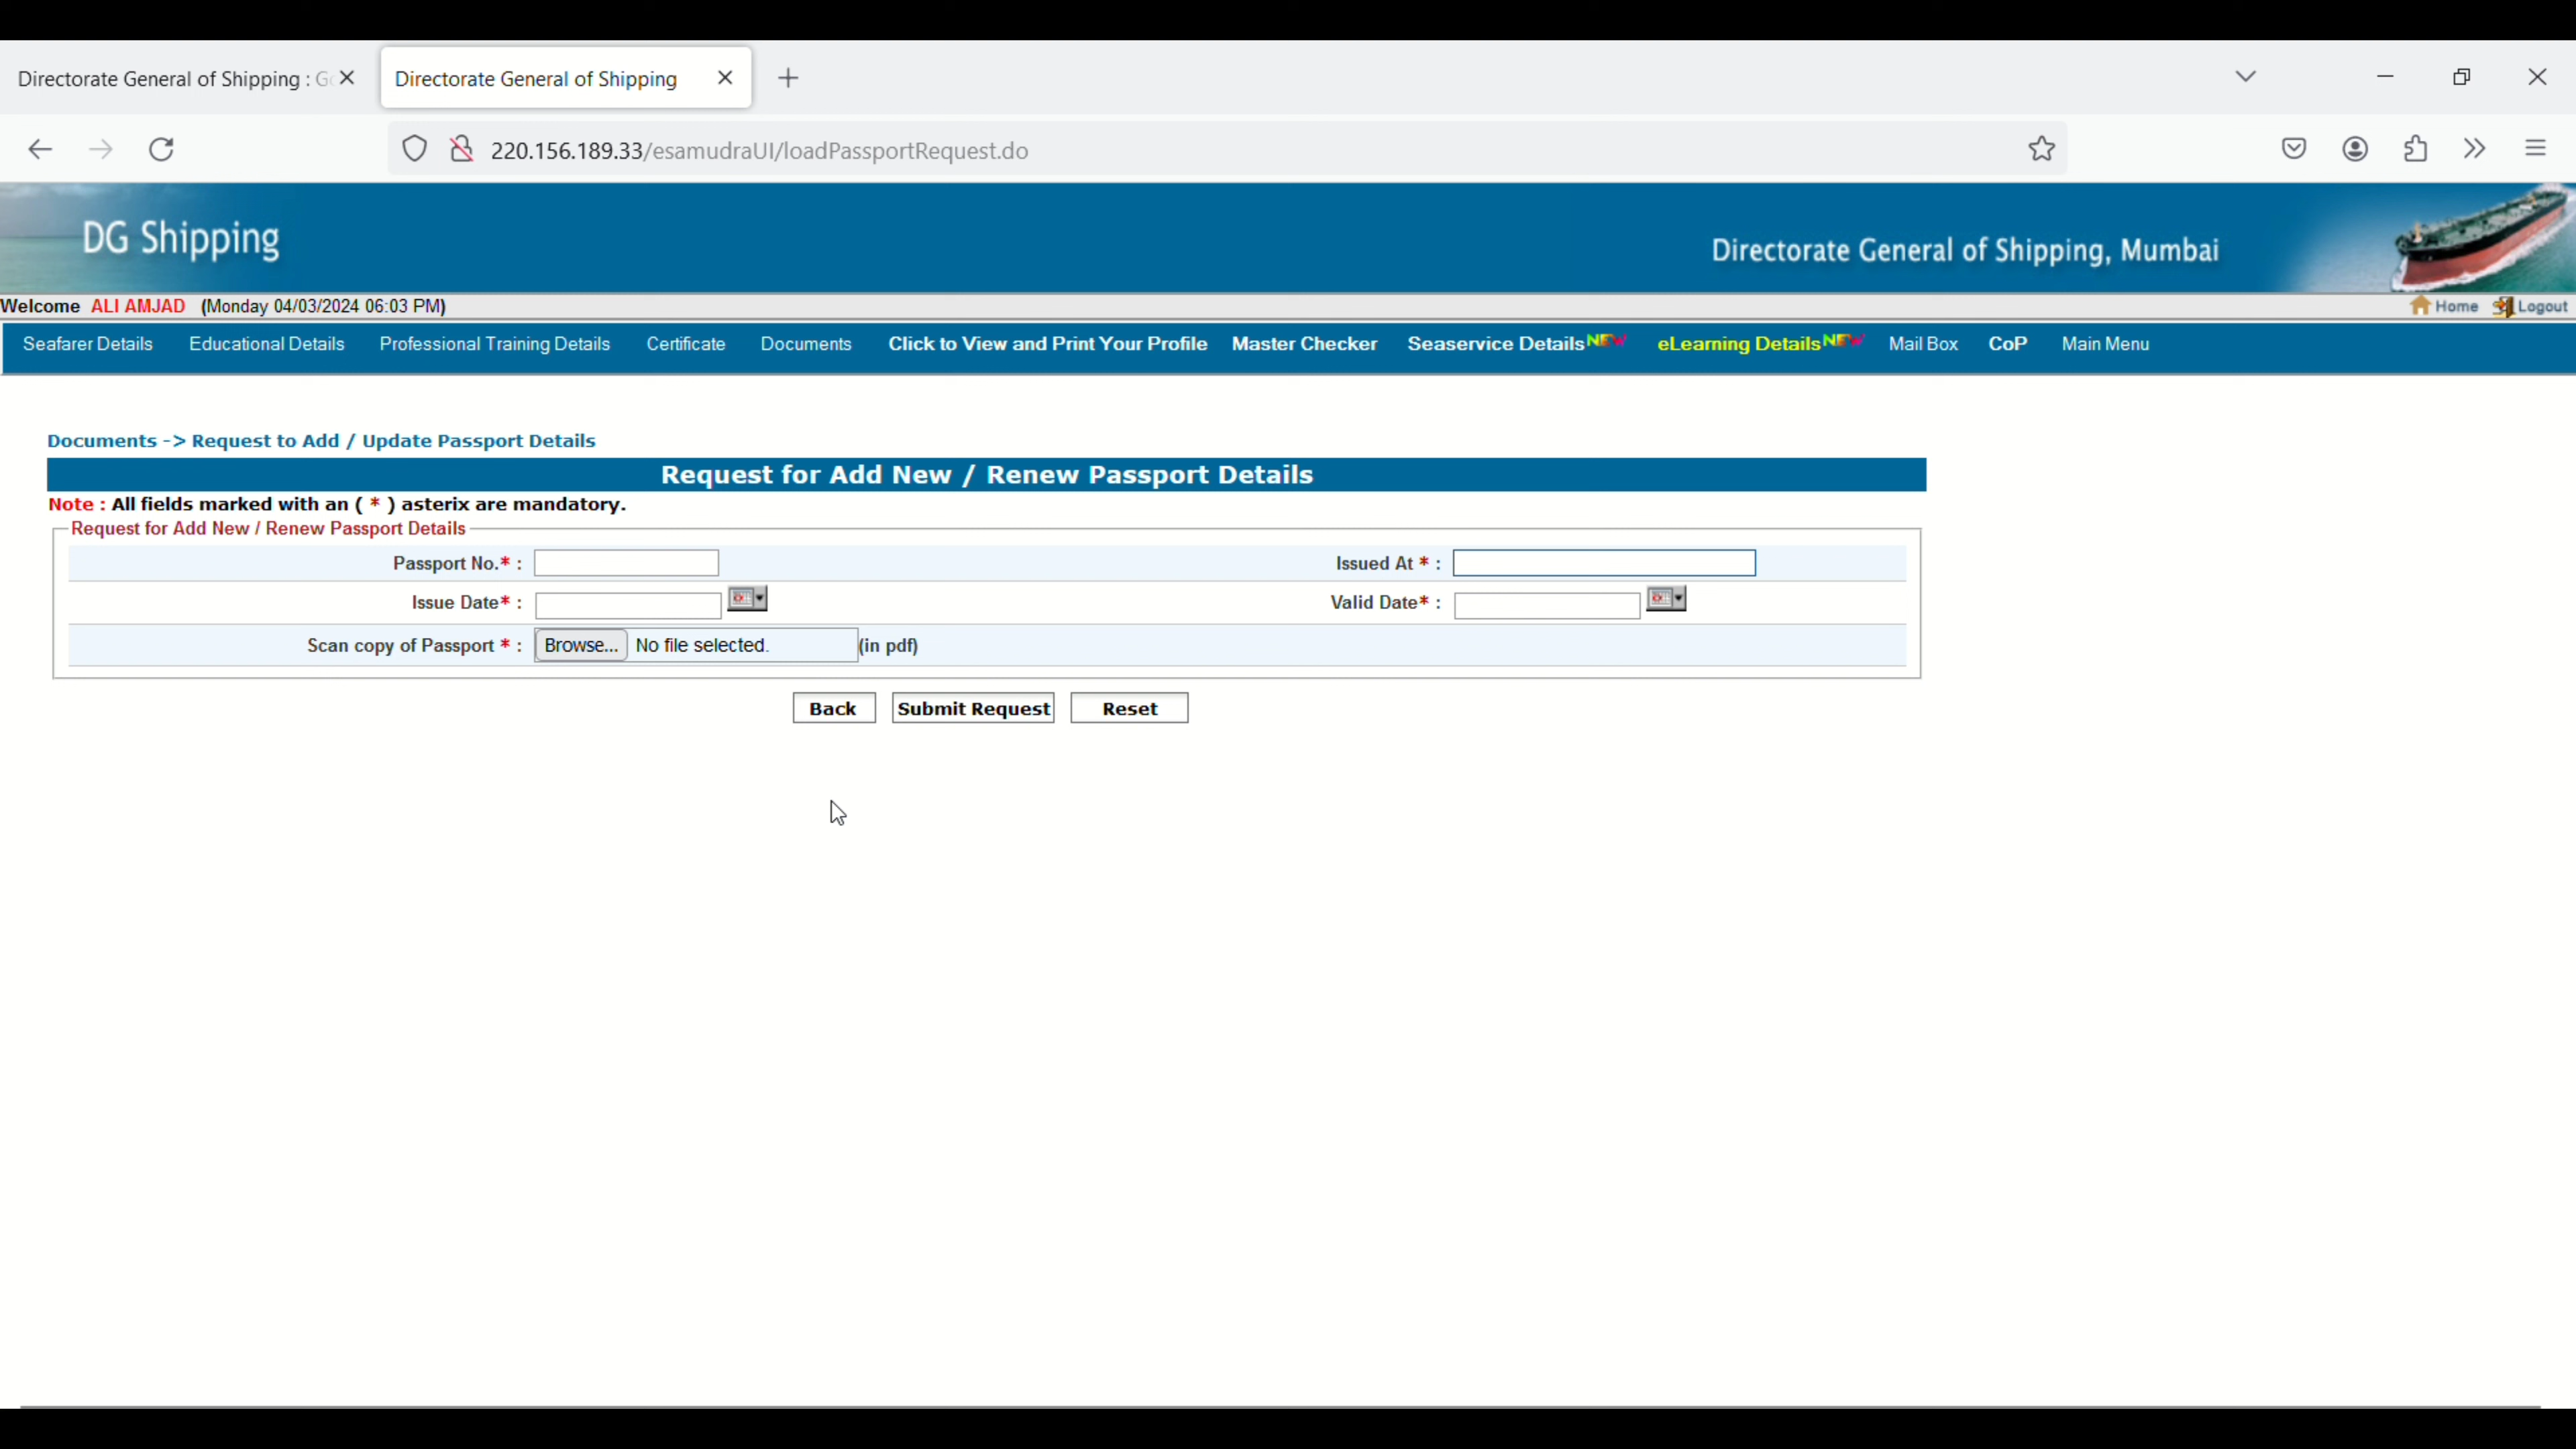 Directorate General of Shipping : Go
Directorate General of Shipping
220.156.189.33/esamudraUI/loadPassportRequest.do
DG Shipping
Directorate General of Shipping, Mumbai
Welcome ALI AMJAD (Monday 04/03/2024 06:03 PM)
Home Logout
Seafarer Details Educational Details Professional Training Details Certificate Documents Click to View and Print Your Profile Master Checker Seaservice Details NEW eLearning Details NEW Mail Box CoP Main Menu
Documents -> Request to Add / Update Passport Details
Request for Add New / Renew Passport Details
Note : All fields marked with an ( * ) asterix are mandatory.
Request for Add New / Renew Passport Details
Passport No.* : Issued At * :
Issue Date* : Valid Date* :
Scan copy of Passport * : Browse... No file selected. (in pdf)
Back Submit Request Reset